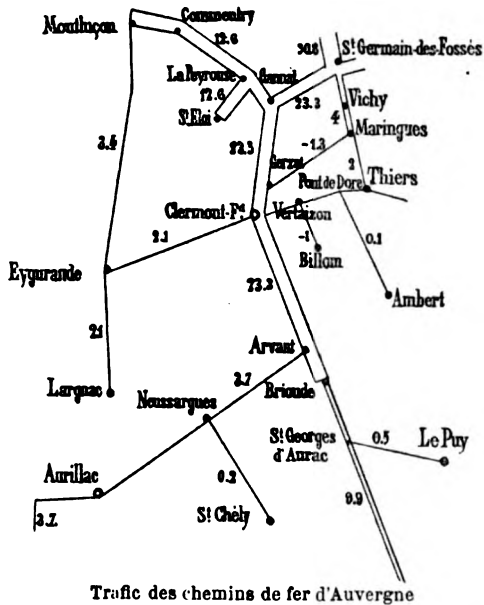 Commentry
Montluçon
12.6
30.8
St Germain-des-Fossés
La Peyrouse
Gannat
12.6
23.3
Vichy
St Eloi
4
Maringues
3.4
23.3
-1.3
Gerzat
2
Pont de Dore
Thiers
Clermont-Fd
Vertaizon
2.1
-1
0.1
Billom
Eygurande
23.3
Ambert
2.1
Arvant
Largnac
3.7
Brioude
Neussargues
St Georges
d'Aurac
0.5
Le Puy
Aurillac
0.2
9.9
3.7
St Chély
Trafic des chemins de fer d'Auvergne